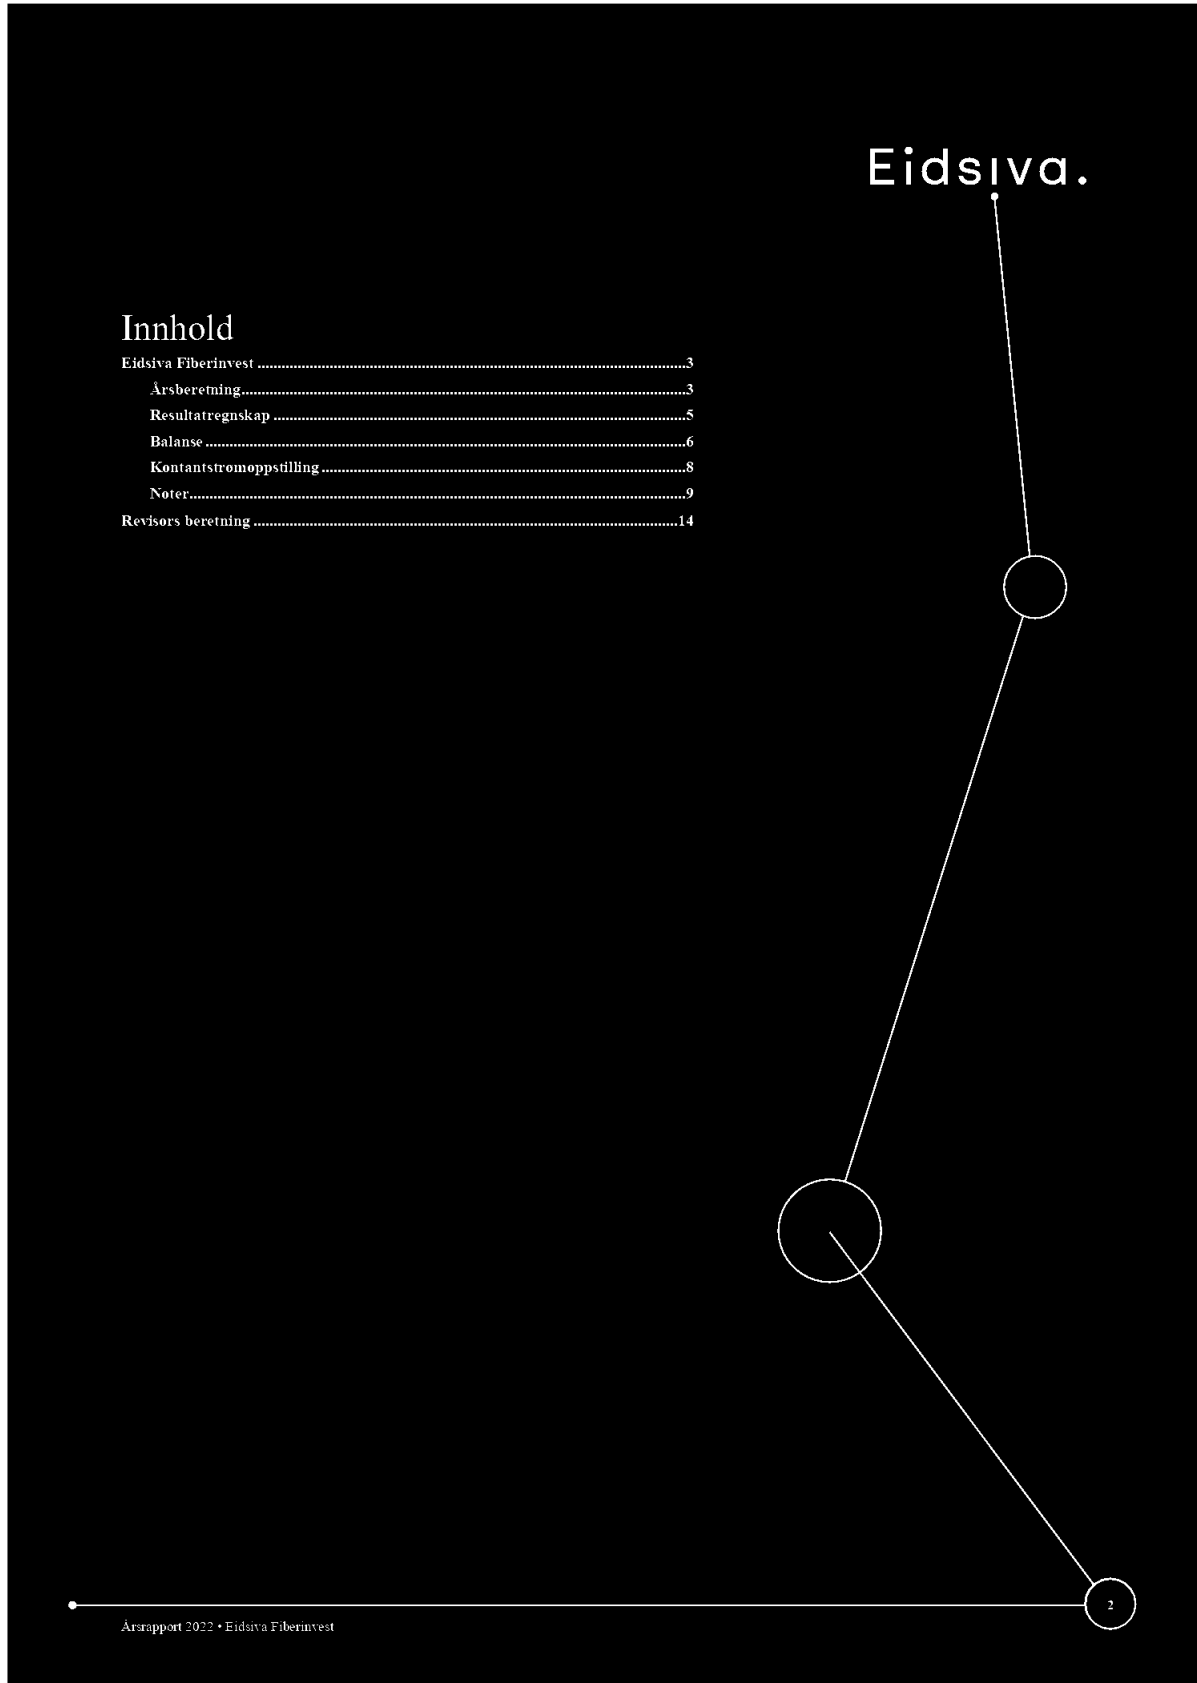 Eidsiva.
Innhold
Eidsiva Fiberinvest ........................................................ 3
Årsberetning ........................................................ 3
Resultatregnskap ........................................................ 5
Balanse ........................................................ 6
Kontantstrømoppstilling ........................................................ 8
Noter ........................................................ 9
Revisors beretning ........................................................ 14
2
Årsrapport 2022 • Eidsiva Fiberinvest